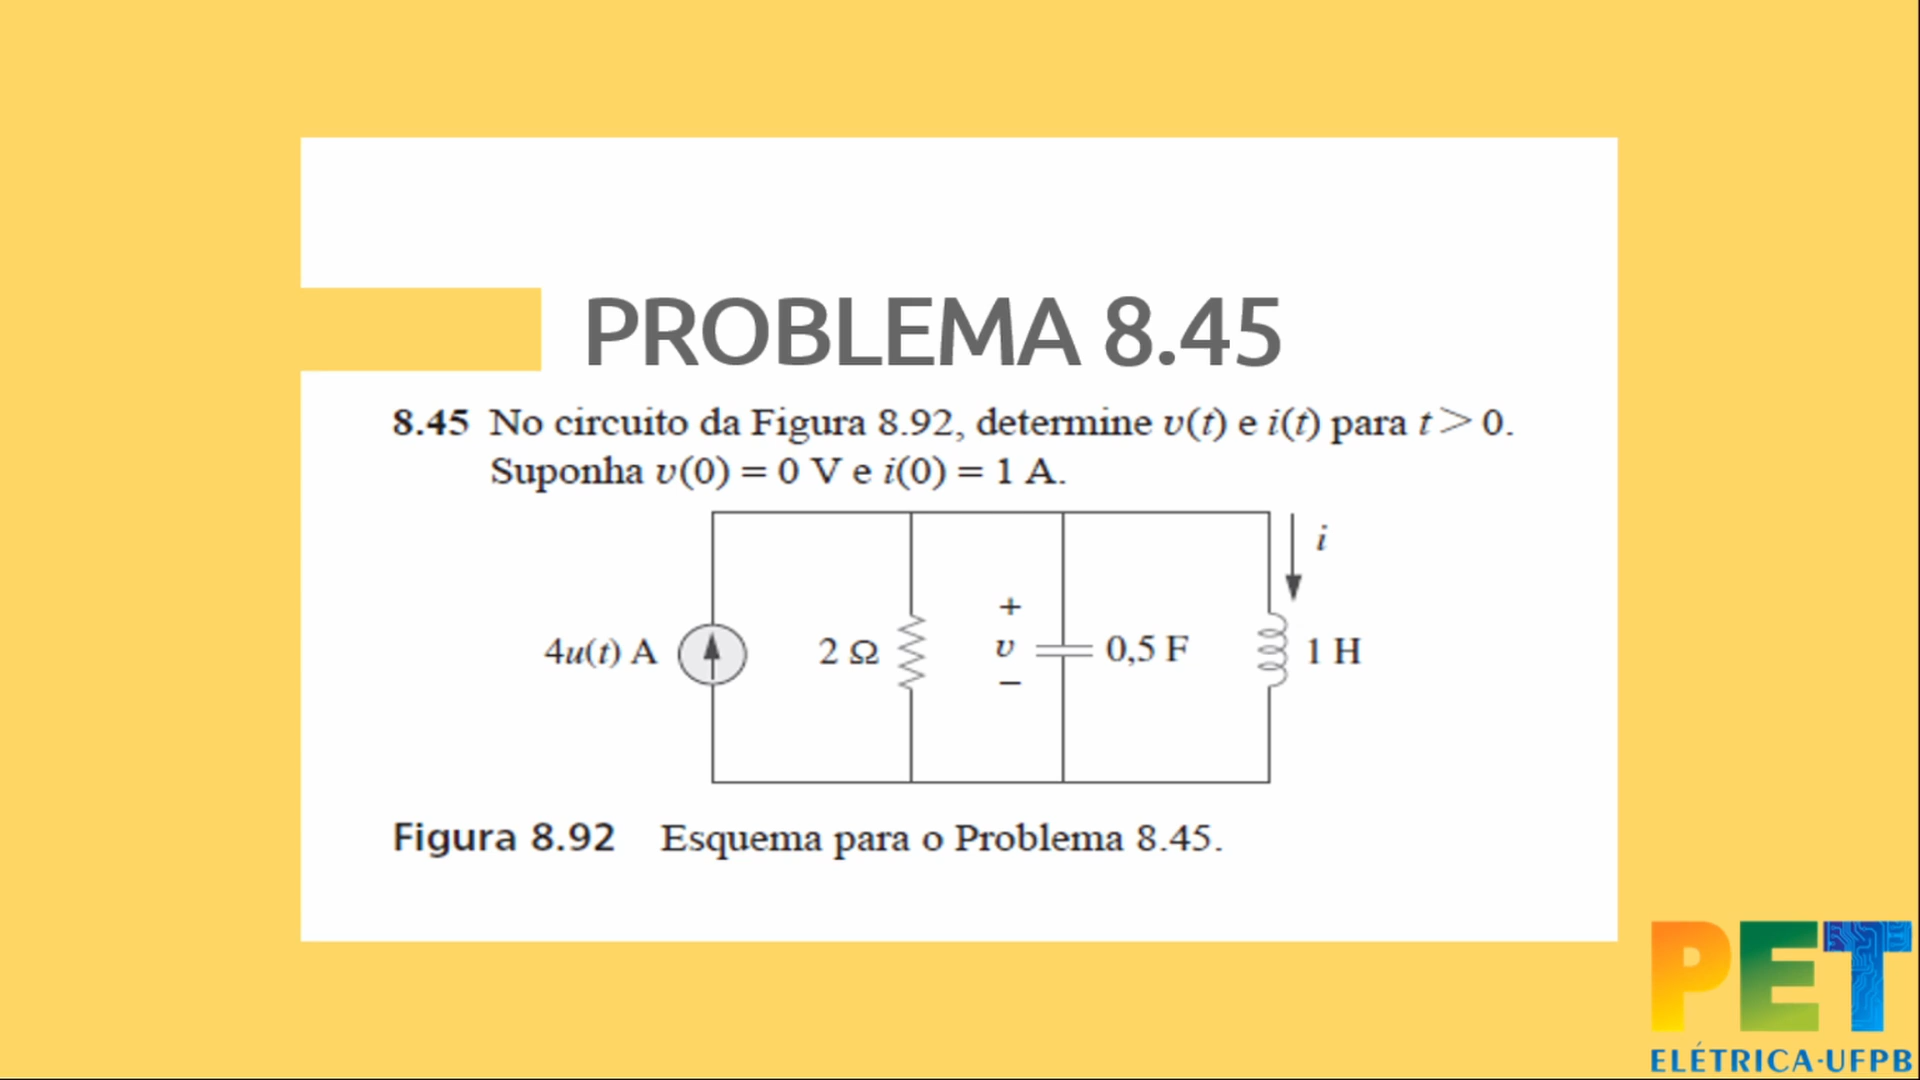 PROBLEMA 8.45
8.45 No circuito da Figura 8.92, determine v(t) e i(t) para t > 0.
Suponha v(0) = 0 V e i(0) = 1 A.
i
4u(t) A
2 Ω
+
v
−
0,5 F
1 H
Figura 8.92 Esquema para o Problema 8.45.
PET
ELÉTRICA-UFPB